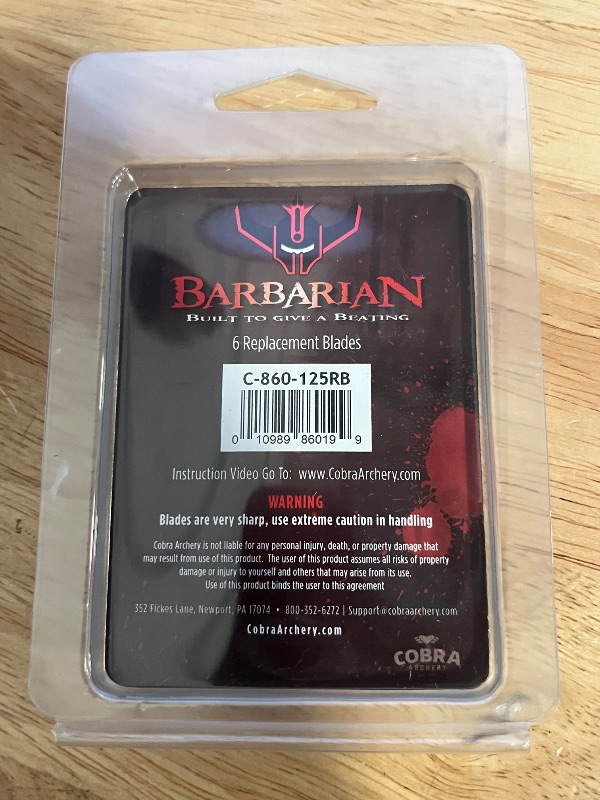 BARBARIAN
BUILT TO GIVE A BEATING
6 Replacement Blades
C-860-125RB
0 10989 86019 9
Instruction Video Go To: www.CobraArchery.com
WARNING
Blades are very sharp, use extreme caution in handling
Cobra Archery is not liable for any personal injury, death, or property damage that
may result from use of this product. The user of this product assumes all risks of property
damage or injury to yourself and others that may arise from its use.
Use of this product binds the user to this agreement
352 Fickes Lane, Newport, PA 17074 • 800-352-6272 | Support@cobraarchery.com
CobraArchery.com
COBRA
ARCHERY